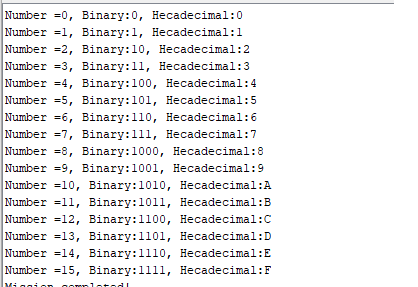 Number =0, Binary:0, Hecadecimal:0
Number =1, Binary:1, Hecadecimal:1
Number =2, Binary:10, Hecadecimal:2
Number =3, Binary:11, Hecadecimal:3
Number =4, Binary:100, Hecadecimal:4
Number =5, Binary:101, Hecadecimal:5
Number =6, Binary:110, Hecadecimal:6
Number =7, Binary:111, Hecadecimal:7
Number =8, Binary:1000, Hecadecimal:8
Number =9, Binary:1001, Hecadecimal:9
Number =10, Binary:1010, Hecadecimal:A
Number =11, Binary:1011, Hecadecimal:B
Number =12, Binary:1100, Hecadecimal:C
Number =13, Binary:1101, Hecadecimal:D
Number =14, Binary:1110, Hecadecimal:E
Number =15, Binary:1111, Hecadecimal:F
Mission completed!